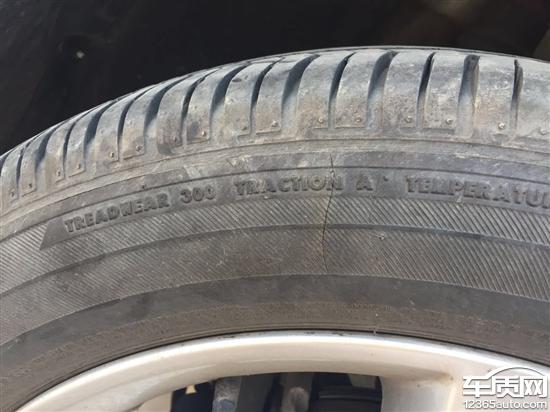 TREADWEAR 300 TRACTION A TEMPERATU
车质网
12365auto.com